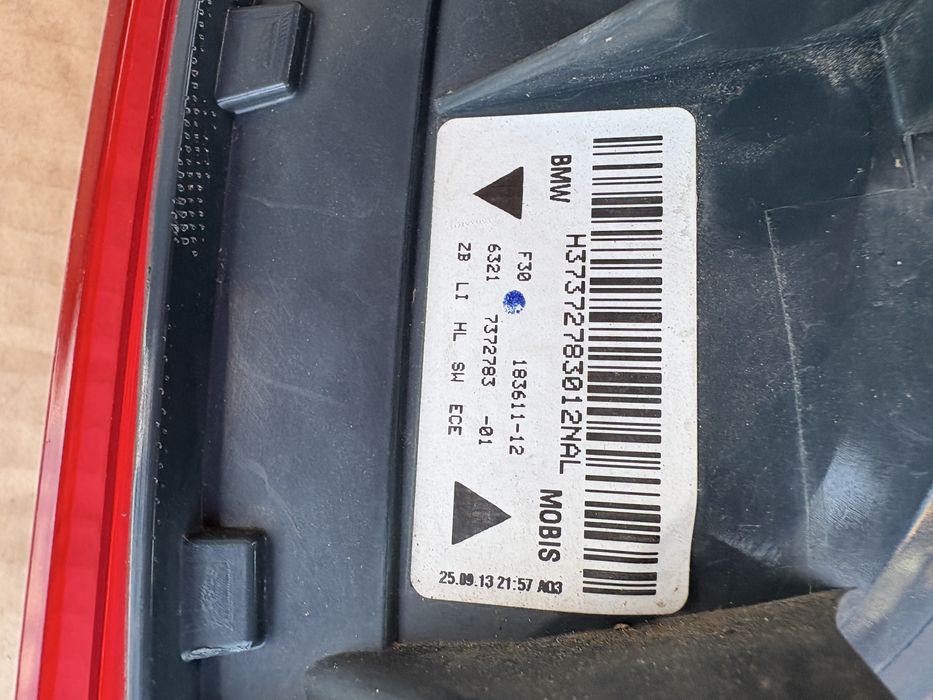 BMW
MOBIS
H37372783012NAL
F30 183611-12
6321 7372783 -01
ZB LI HL SW ECE
25.09.13 21:57 A03